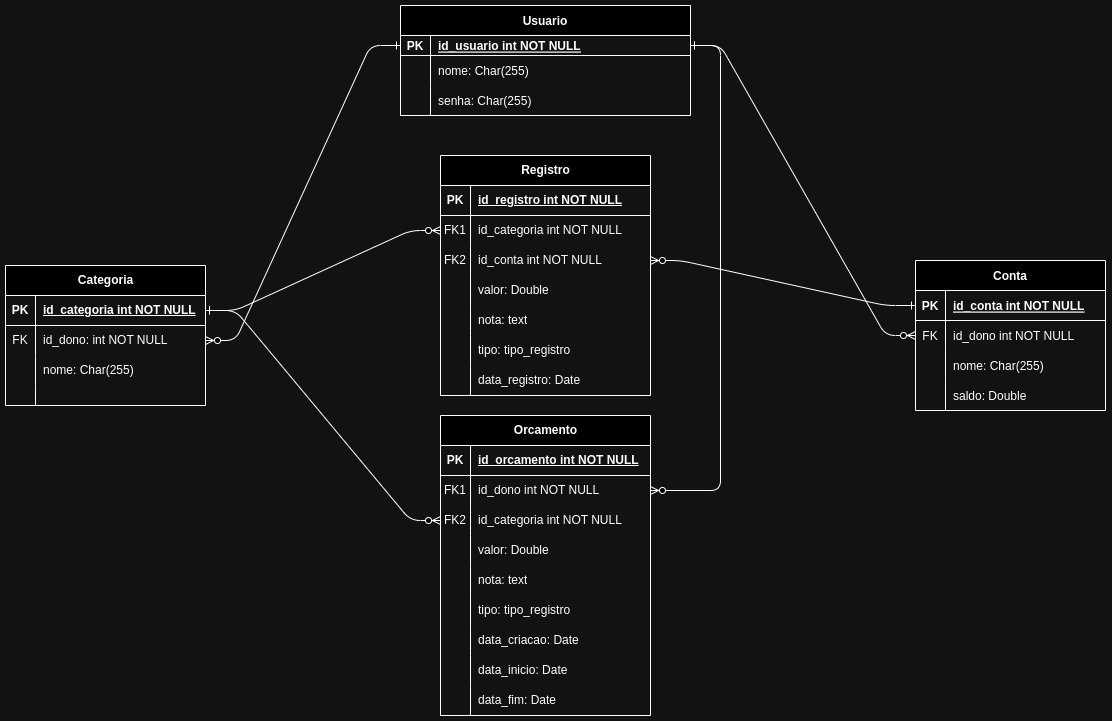 Usuario
PK id_usuario int NOT NULL
nome: Char(255)
senha: Char(255)
Registro
PK id_registro int NOT NULL
FK1 id_categoria int NOT NULL
FK2 id_conta int NOT NULL
valor: Double
nota: text
tipo: tipo_registro
data_registro: Date
Categoria
PK id_categoria int NOT NULL
FK id_dono: int NOT NULL
nome: Char(255)
Conta
PK id_conta int NOT NULL
FK id_dono int NOT NULL
nome: Char(255)
saldo: Double
Orcamento
PK id_orcamento int NOT NULL
FK1 id_dono int NOT NULL
FK2 id_categoria int NOT NULL
valor: Double
nota: text
tipo: tipo_registro
data_criacao: Date
data_inicio: Date
data_fim: Date